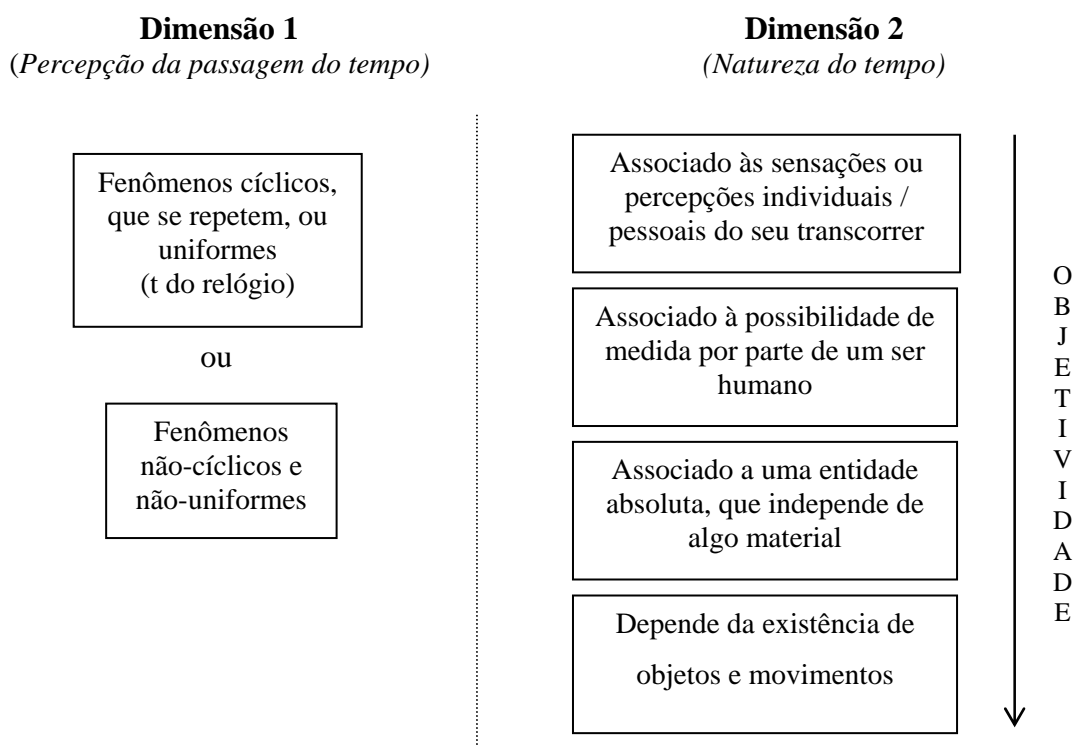 Dimensão 1
(Percepção da passagem do tempo)
Fenômenos cíclicos,
que se repetem, ou
uniformes
(t do relógio)
ou
Fenômenos
não-cíclicos e
não-uniformes
Dimensão 2
(Natureza do tempo)
Associado às sensações ou
percepções individuais /
pessoais do seu transcorrer
Associado à possibilidade de
medida por parte de um ser
humano
Associado a uma entidade
absoluta, que independe de
algo material
Depende da existência de
objetos e movimentos
O
B
J
E
T
I
V
I
D
A
D
E